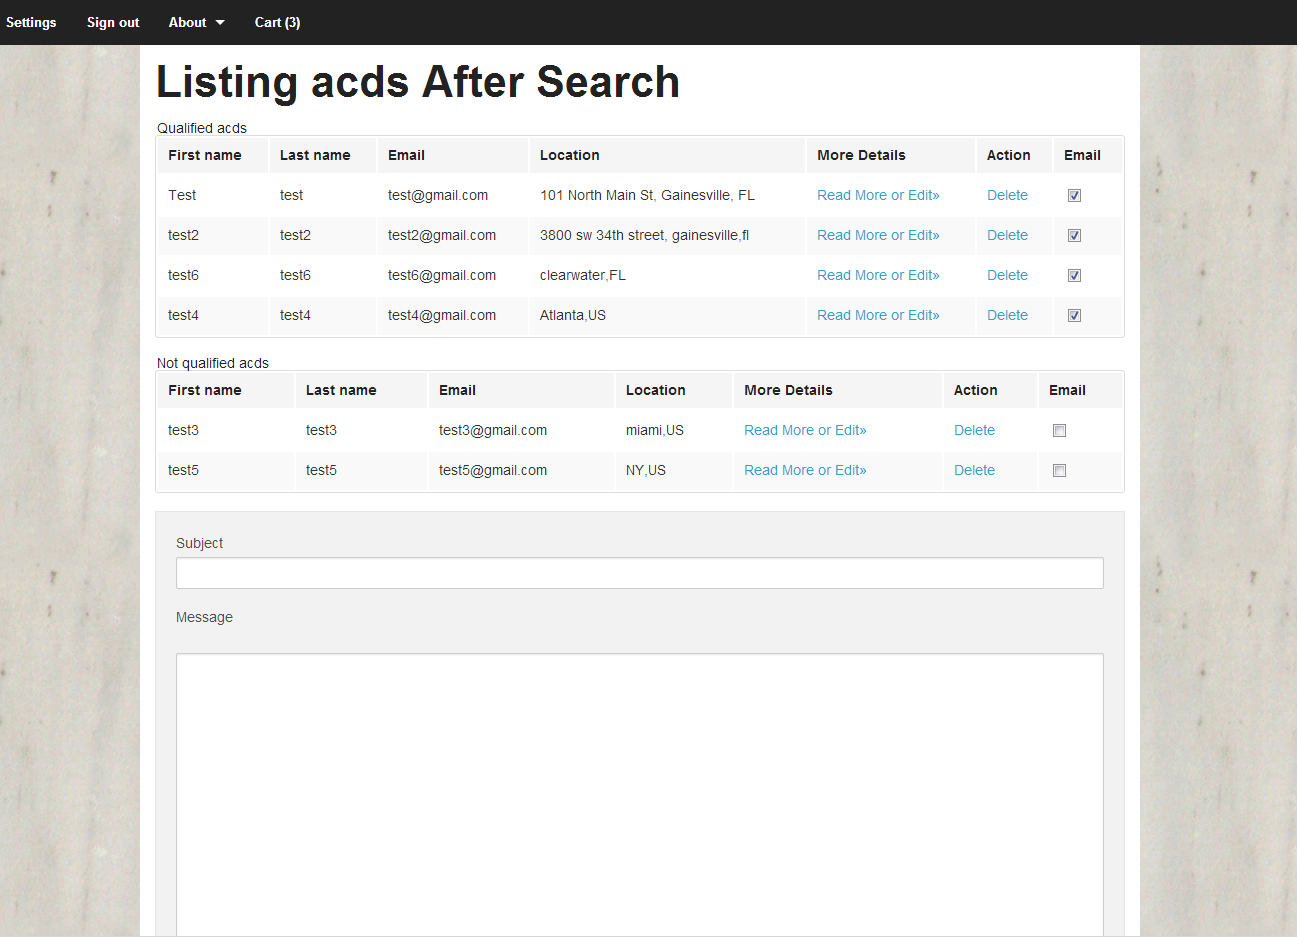 Settings Sign out About Cart (3)
Listing acds After Search
Qualified acds
First name Last name Email Location More Details Action Email
Test test test@gmail.com 101 North Main St, Gainesville, FL Read More or Edit» Delete
test2 test2 test2@gmail.com 3800 sw 34th street, gainesville,fl Read More or Edit» Delete
test6 test6 test6@gmail.com clearwater,FL Read More or Edit» Delete
test4 test4 test4@gmail.com Atlanta,US Read More or Edit» Delete
Not qualified acds
First name Last name Email Location More Details Action Email
test3 test3 test3@gmail.com miami,US Read More or Edit» Delete
test5 test5 test5@gmail.com NY,US Read More or Edit» Delete
Subject
Message